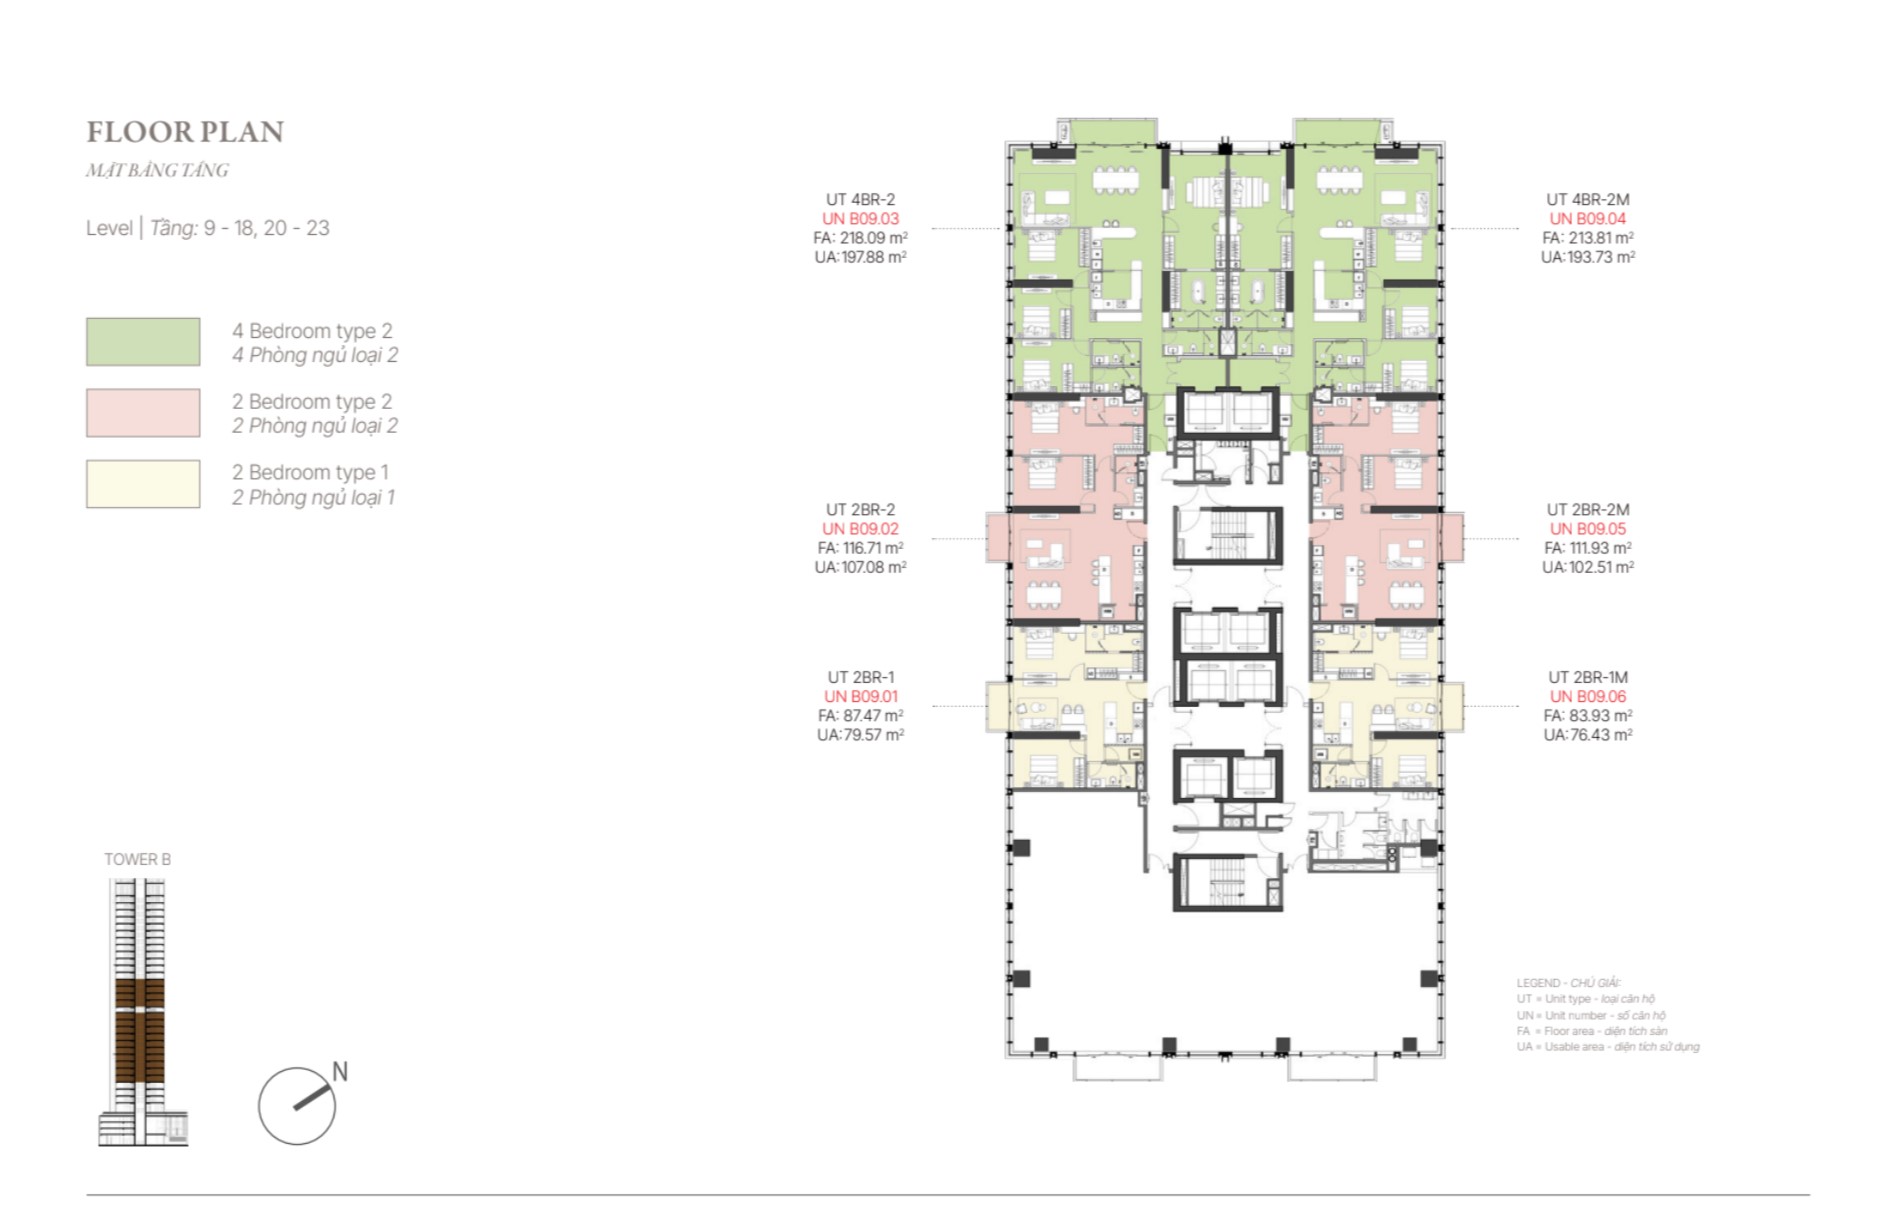 FLOOR PLAN
MẶT BẰNG TẦNG
Level | Tầng: 9 - 18, 20 - 23
4 Bedroom type 2
4 Phòng ngủ loại 2
2 Bedroom type 2
2 Phòng ngủ loại 2
2 Bedroom type 1
2 Phòng ngủ loại 1
TOWER B
N
UT 4BR-2
UN B09.03
FA: 218.09 m²
UA:197.88 m²
UT 2BR-2
UN B09.02
FA: 116.71 m²
UA:107.08 m²
UT 2BR-1
UN B09.01
FA: 87.47 m²
UA:79.57 m²
UT 4BR-2M
UN B09.04
FA: 213.81 m²
UA:193.73 m²
UT 2BR-2M
UN B09.05
FA: 111.93 m²
UA:102.51 m²
UT 2BR-1M
UN B09.06
FA: 83.93 m²
UA:76.43 m²
LEGEND - CHÚ GIẢI:
UT = Unit type - loại căn hộ
UN = Unit number - số căn hộ
FA = Floor area - diện tích sàn
UA = Usable area - diện tích sử dụng